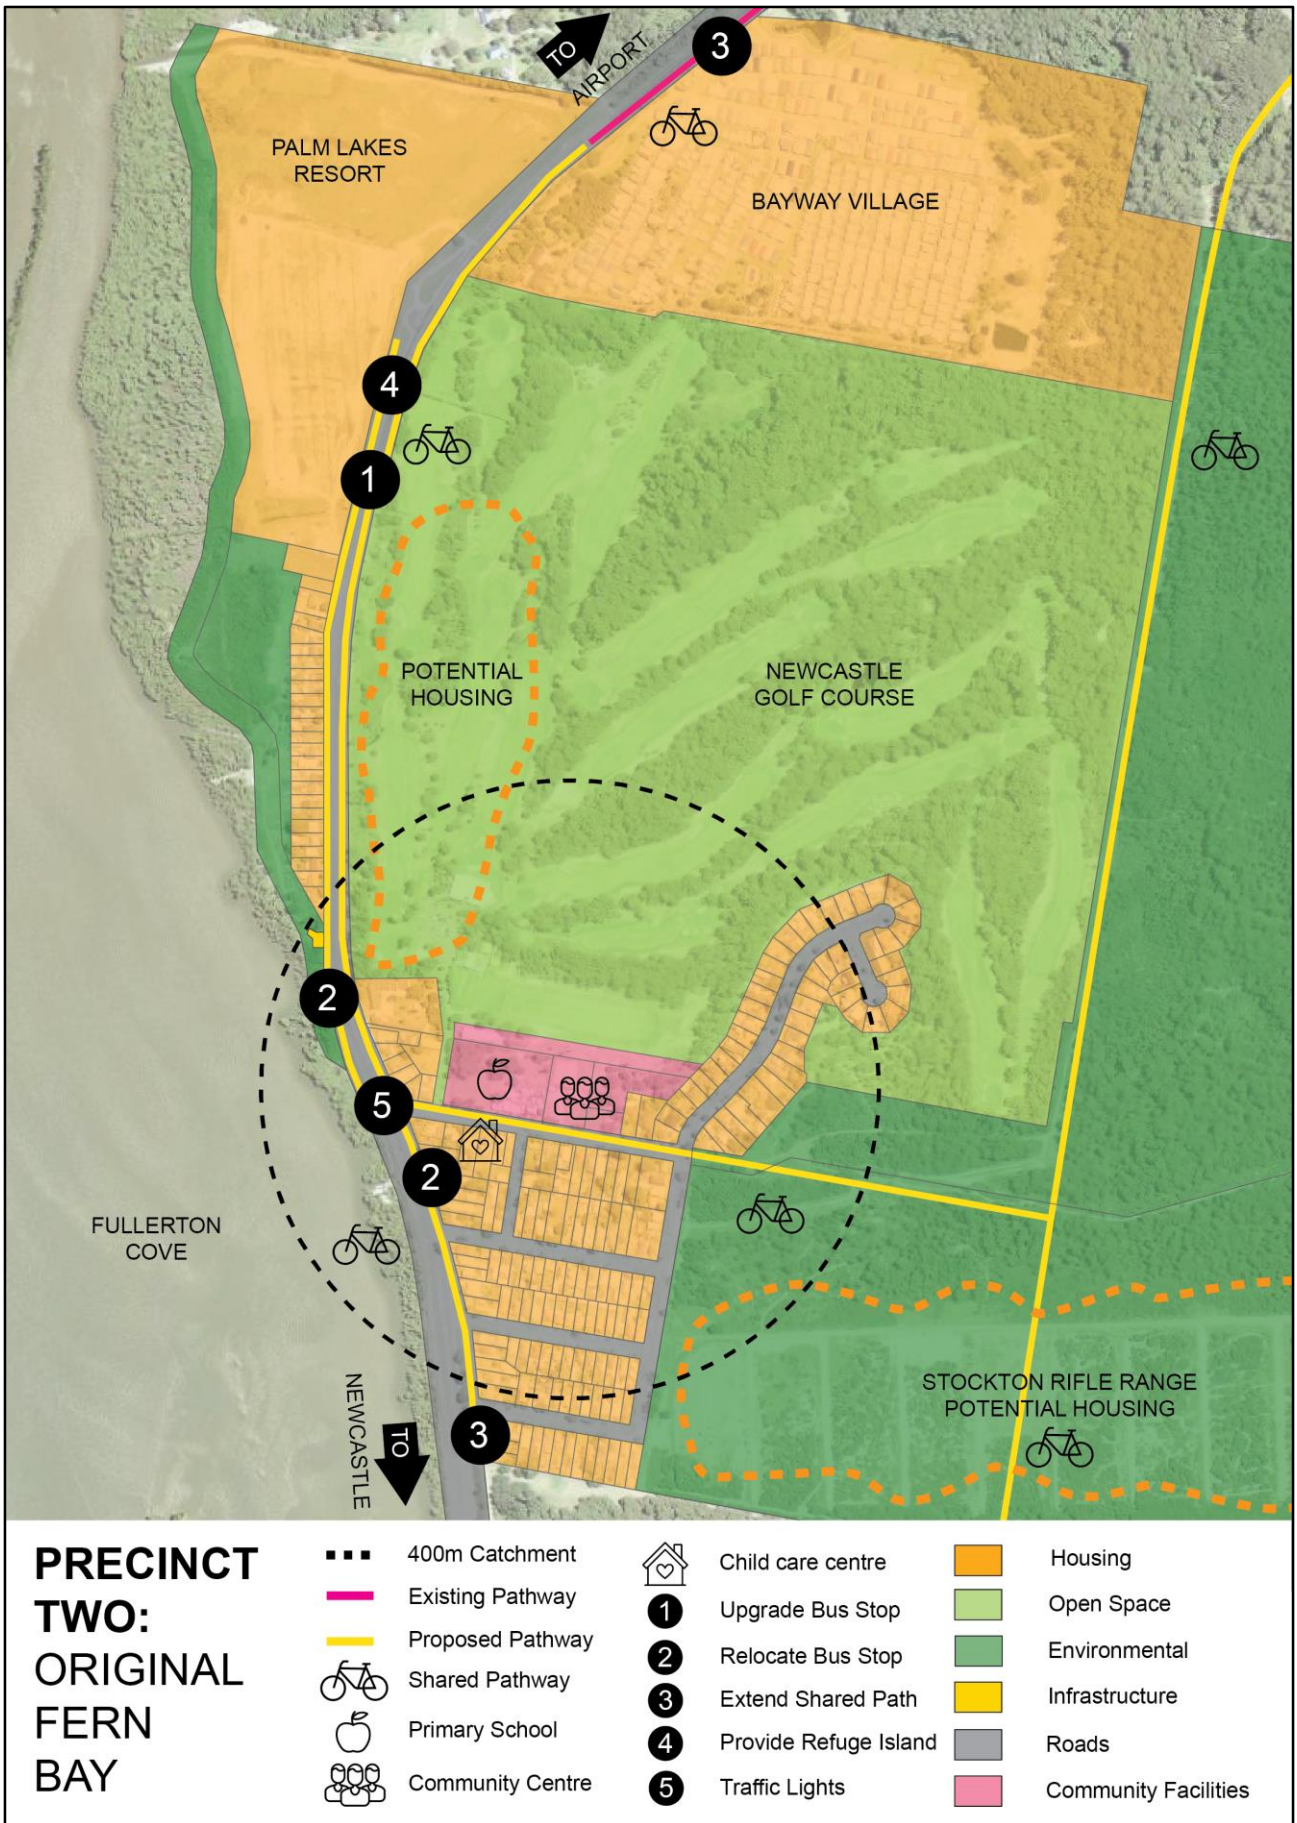 TO
AIRPORT
3
PALM LAKES
RESORT
BAYWAY VILLAGE
4
1
POTENTIAL
HOUSING
NEWCASTLE
GOLF COURSE
2
5
2
FULLERTON
COVE
STOCKTON RIFLE RANGE
POTENTIAL HOUSING
NEWCASTLE
TO
3
PRECINCT
TWO:
ORIGINAL
FERN
BAY
400m Catchment
Existing Pathway
Proposed Pathway
Shared Pathway
Primary School
Community Centre
Child care centre
1 Upgrade Bus Stop
2 Relocate Bus Stop
3 Extend Shared Path
4 Provide Refuge Island
5 Traffic Lights
Housing
Open Space
Environmental
Infrastructure
Roads
Community Facilities